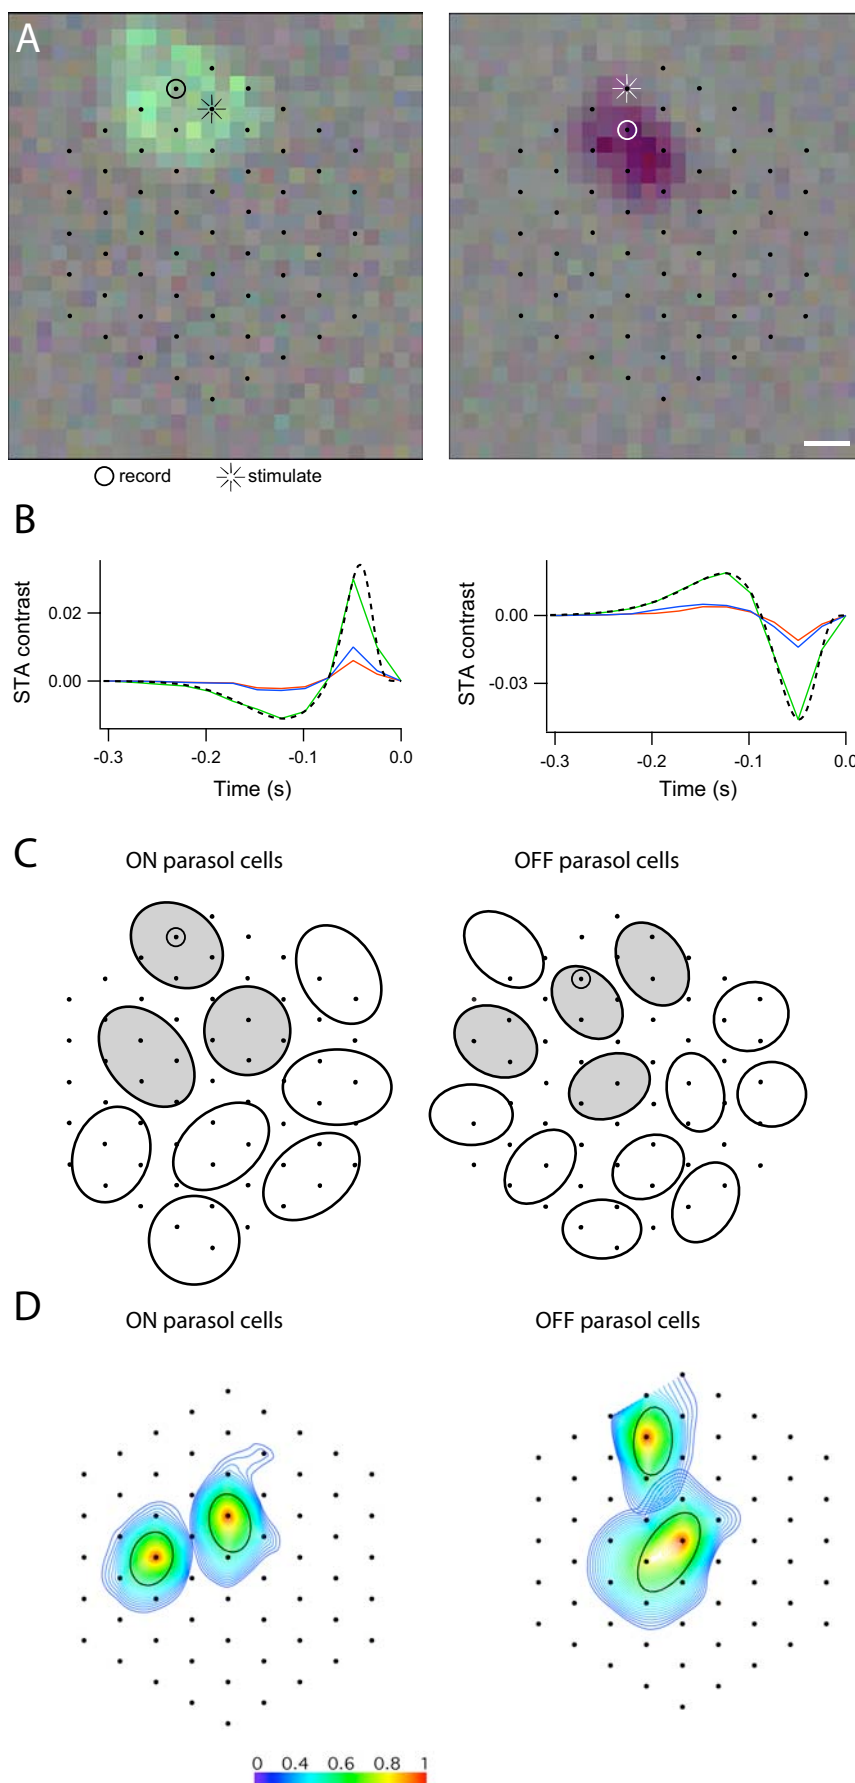 A
record stimulate
B
STA contrast
0.02
0.00
-0.3 -0.2 -0.1 0.0
Time (s)
STA contrast
0.00
-0.03
-0.3 -0.2 -0.1 0.0
Time (s)
C
ON parasol cells OFF parasol cells
D
ON parasol cells OFF parasol cells
0 0.4 0.6 0.8 1